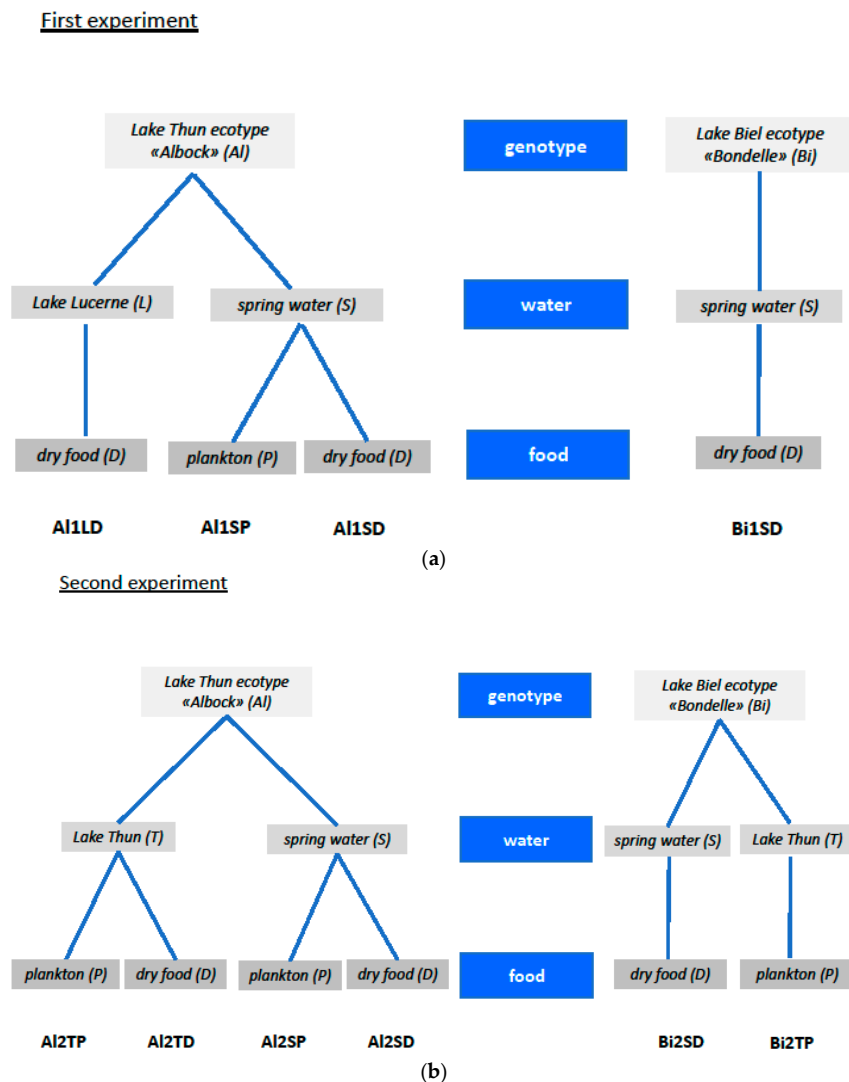 First experiment
Lake Thun ecotype
«Albock» (Al)
genotype
Lake Biel ecotype
«Bondelle» (Bi)
Lake Lucerne (L)
spring water (S)
water
spring water (S)
dry food (D)
plankton (P)
dry food (D)
food
dry food (D)
Al1LD
Al1SP
Al1SD
Bi1SD
(a)
Second experiment
Lake Thun ecotype
«Albock» (Al)
genotype
Lake Biel ecotype
«Bondelle» (Bi)
Lake Thun (T)
spring water (S)
water
spring water (S)
Lake Thun (T)
plankton (P)
dry food (D)
plankton (P)
dry food (D)
food
dry food (D)
plankton (P)
Al2TP
Al2TD
Al2SP
Al2SD
Bi2SD
Bi2TP
(b)